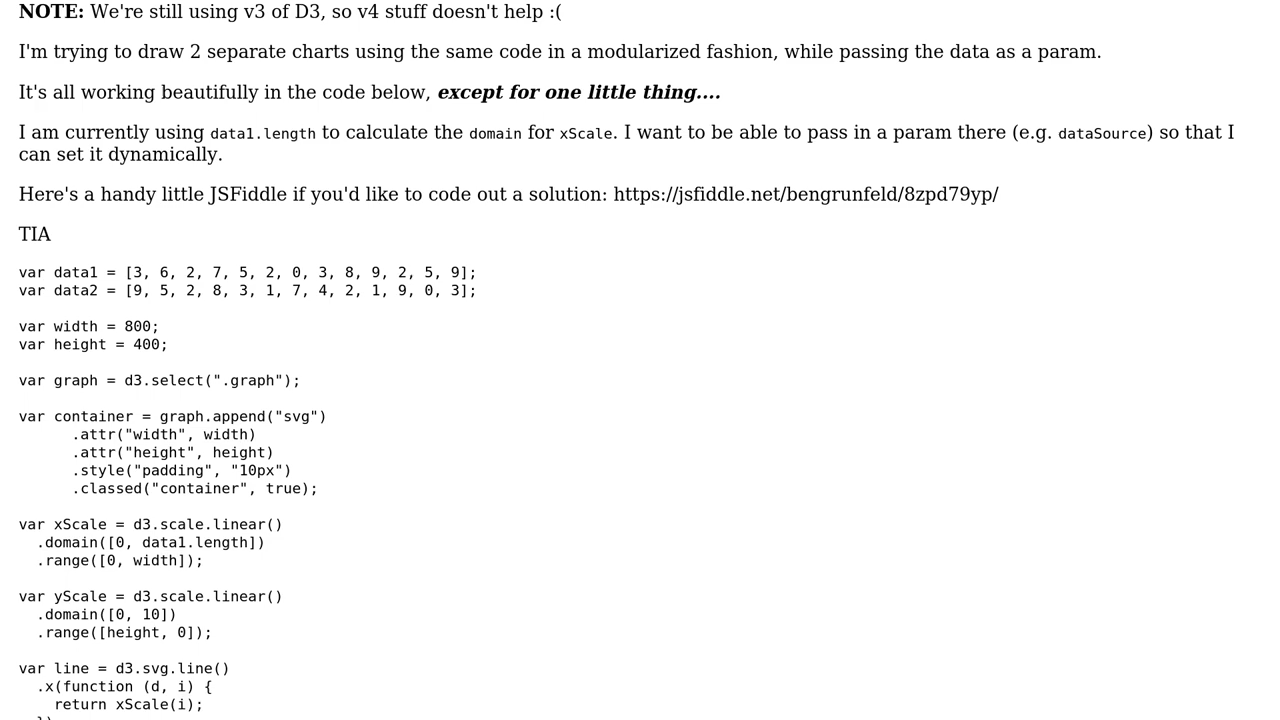 NOTE: We're still using v3 of D3, so v4 stuff doesn't help :(
I'm trying to draw 2 separate charts using the same code in a modularized fashion, while passing the data as a param.
It's all working beautifully in the code below, except for one little thing....
I am currently using data1.length to calculate the domain for xScale. I want to be able to pass in a param there (e.g. dataSource) so that I
can set it dynamically.
Here's a handy little JSFiddle if you'd like to code out a solution: https://jsfiddle.net/bengrunfeld/8zpd79yp/
TIA
var data1 = [3, 6, 2, 7, 5, 2, 0, 3, 8, 9, 2, 5, 9];
var data2 = [9, 5, 2, 8, 3, 1, 7, 4, 2, 1, 9, 0, 3];
var width = 800;
var height = 400;
var graph = d3.select(".graph");
var container = graph.append("svg")
      .attr("width", width)
      .attr("height", height)
      .style("padding", "10px")
      .classed("container", true);
var xScale = d3.scale.linear()
  .domain([0, data1.length])
  .range([0, width]);
var yScale = d3.scale.linear()
  .domain([0, 10])
  .range([height, 0]);
var line = d3.svg.line()
  .x(function (d, i) {
    return xScale(i);